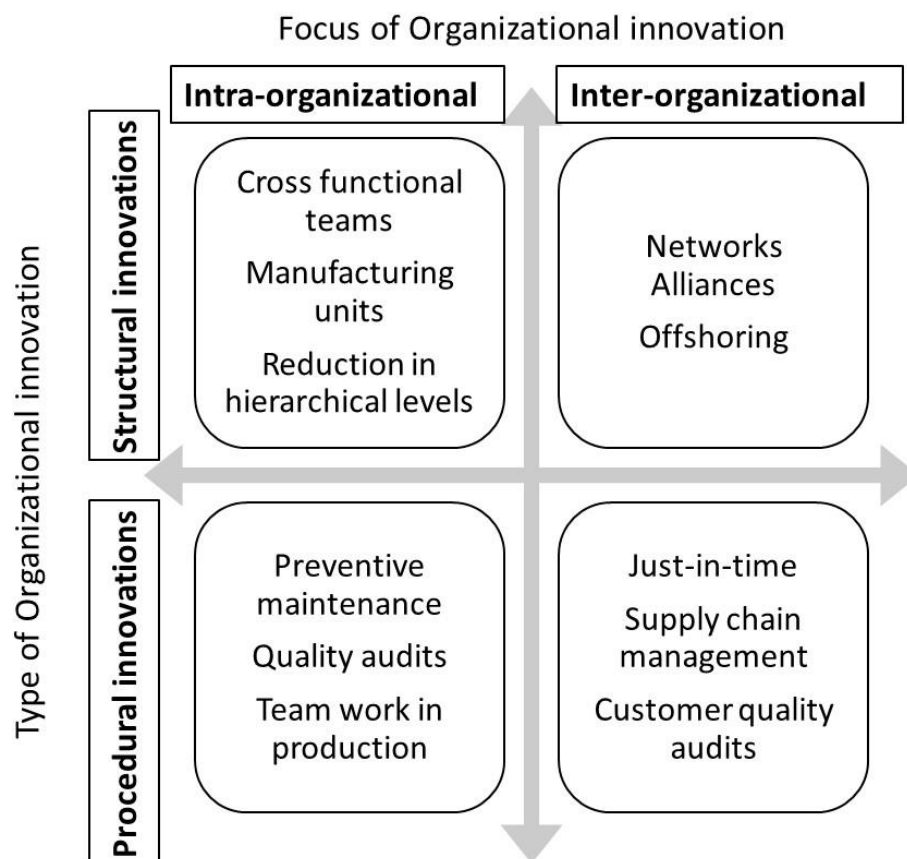 Focus of Organizational innovation
Intra-organizational
Inter-organizational
Type of Organizational innovation
Structural innovations
Cross functional
teams
Manufacturing
units
Reduction in
hierarchical levels
Networks
Alliances
Offshoring
Procedural innovations
Preventive
maintenance
Quality audits
Team work in
production
Just-in-time
Supply chain
management
Customer quality
audits